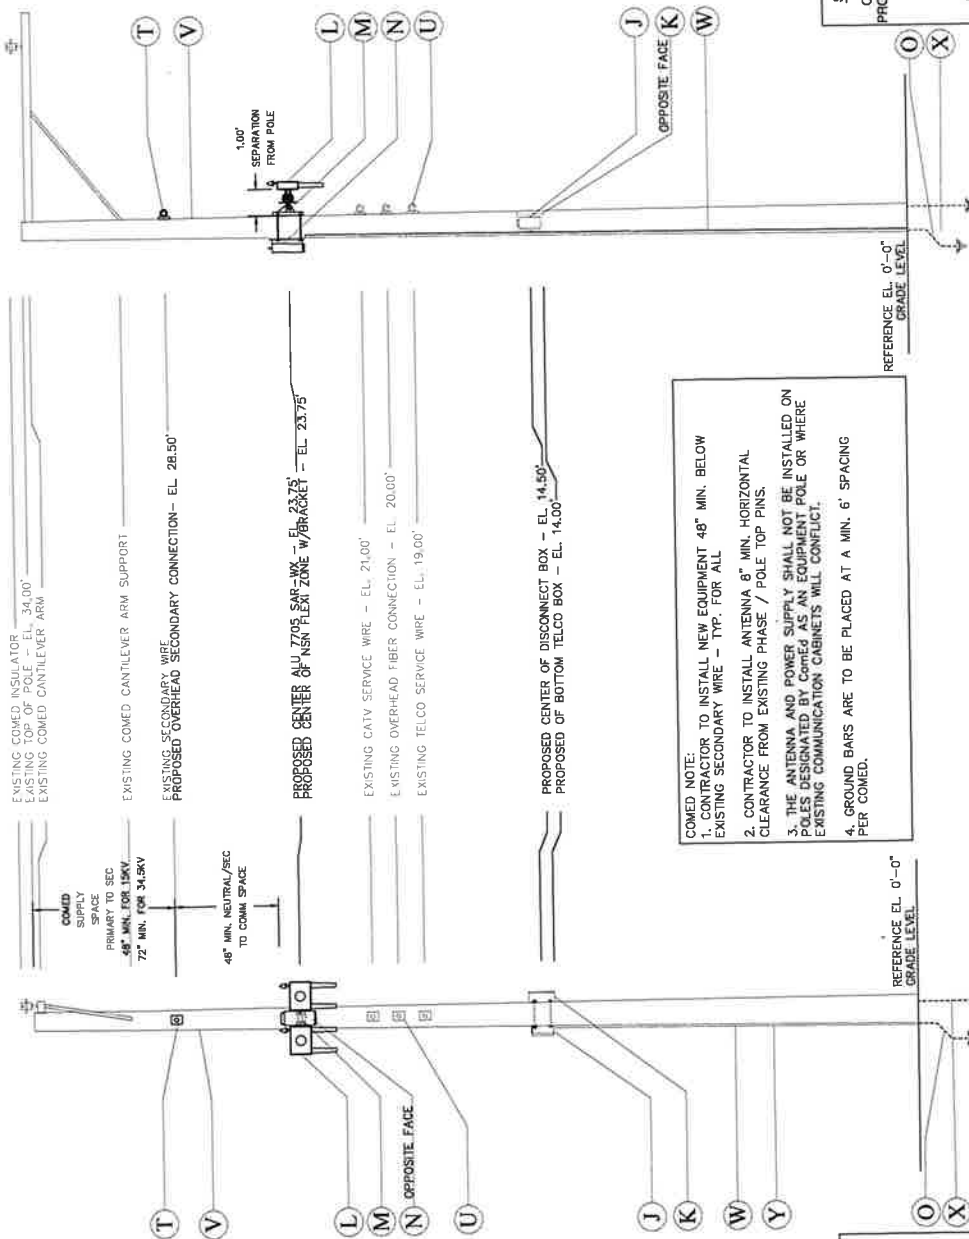 EXISTING COMED INSULATOR
EXISTING TOP OF POLE - EL. 34.00'
EXISTING COMED CANTILEVER ARM
COMED
SUPPLY
SPACE
PRIMARY TO SEC
48" MIN. FOR 15KV
72" MIN. FOR 34.5KV
EXISTING COMED CANTILEVER ARM SUPPORT
EXISTING SECONDARY WIRE
PROPOSED OVERHEAD SECONDARY CONNECTION- EL 28.50'
48" MIN. NEUTRAL/SEC
TO COMM SPACE
PROPOSED CENTER ALU 7705 SAR-WX - EL 23.75'
PROPOSED CENTER OF NSN FLEXI ZONE W/BRACKET - EL 23.75'
EXISTING CATV SERVICE WIRE - EL. 21.00'
EXISTING OVERHEAD FIBER CONNECTION - EL 20.00'
EXISTING TELCO SERVICE WIRE - EL. 19.00'
PROPOSED CENTER OF DISCONNECT BOX - EL. 14.50'
PROPOSED OF BOTTOM TELCO BOX - EL. 14.00'
COMED NOTE:
1. CONTRACTOR TO INSTALL NEW EQUIPMENT 48" MIN. BELOW
EXISTING SECONDARY WIRE - TYP. FOR ALL
2. CONTRACTOR TO INSTALL ANTENNA 8" MIN. HORIZONTAL
CLEARANCE FROM EXISTING PHASE / POLE TOP PINS.
3. THE ANTENNA AND POWER SUPPLY SHALL NOT BE INSTALLED ON
POLES DESIGNATED BY ComEd AS AN EQUIPMENT POLE OR WHERE
EXISTING COMMUNICATION CABINETS WILL CONFLICT.
4. GROUND BARS ARE TO BE PLACED AT A MIN. 6' SPACING
PER COMED.
T
V
L
M
N
OPPOSITE FACE
U
J
K
W
Y
O
X
REFERENCE EL. 0'-0"
GRADE LEVEL
T
V
1.00'
SEPARATION
FROM POLE
L
M
N
U
J
K
OPPOSITE FACE
W
O
X
REFERENCE EL. 0'-0"
GRADE LEVEL